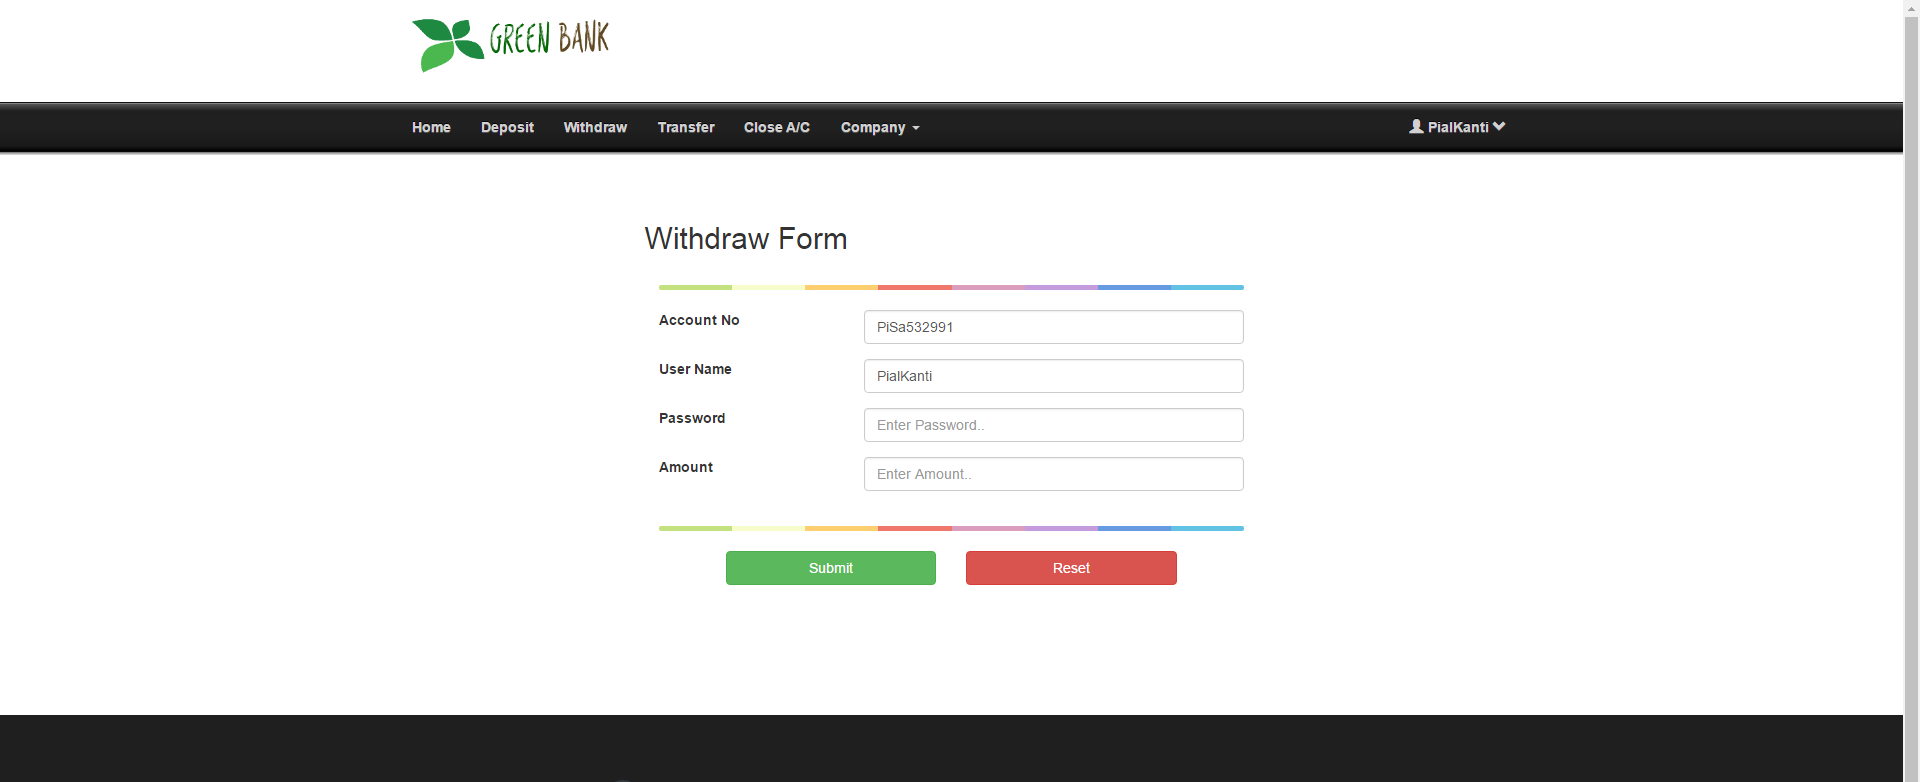 GREEN BANK
Home Deposit Withdraw Transfer Close A/C Company PialKanti
Withdraw Form
Account No PiSa532991
User Name PialKanti
Password Enter Password..
Amount Enter Amount..
Submit Reset